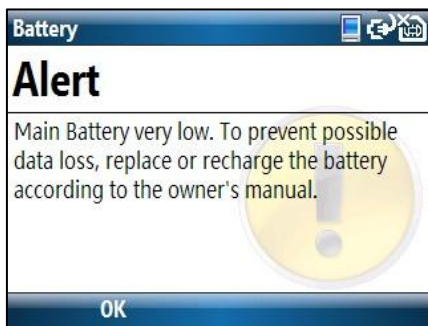 Battery
Alert
Main Battery very low. To prevent possible
data loss, replace or recharge the battery
according to the owner's manual.
OK